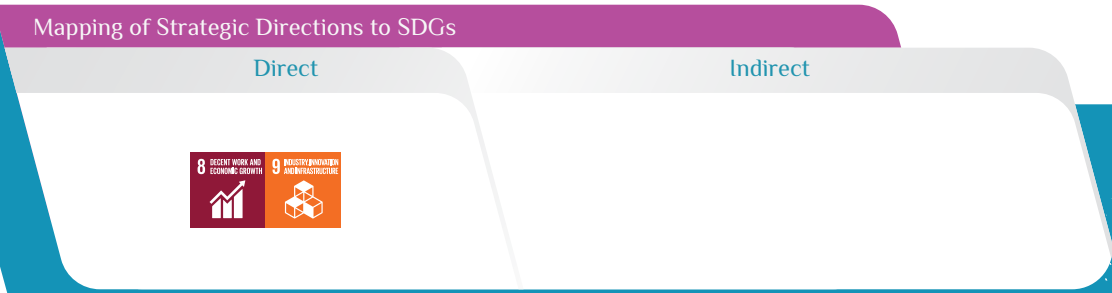 Mapping of Strategic Directions to SDGs
Direct
Indirect
8 DECENT WORK AND
ECONOMIC GROWTH
9 INDUSTRY, INNOVATION
AND INFRASTRUCTURE